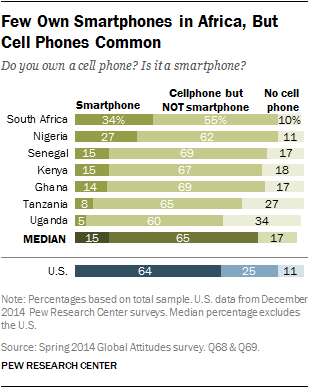 Few Own Smartphones in Africa, But
Cell Phones Common
Do you own a cell phone? Is it a smartphone?
Smartphone Cellphone but NOT smartphone No cell phone
South Africa 34% 55% 10%
Nigeria 27 62 11
Senegal 15 69 17
Kenya 15 67 18
Ghana 14 69 17
Tanzania 8 65 27
Uganda 5 60 34
MEDIAN 15 65 17
U.S. 64 25 11
Note: Percentages based on total sample. U.S. data from December
2014 Pew Research Center surveys. Median percentage excludes
the U.S.
Source: Spring 2014 Global Attitudes survey. Q68 & Q69.
PEW RESEARCH CENTER